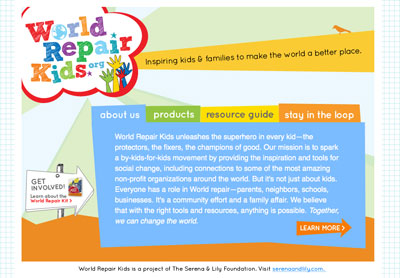 World
Repair
Kids.org
Inspiring kids & families to make the world a better place.
about us
products
resource guide
stay in the loop
World Repair Kids unleashes the superhero in every kid—the
protectors, the fixers, the champions of good. Our mission is to spark
a by-kids-for-kids movement by providing the inspiration and tools for
social change, including connections to some of the most amazing
non-profit organizations around the world. But it's not just about kids.
Everyone has a role in World repair—parents, neighbors, schools,
businesses. It's a community effort and a family affair. We believe
that with the right tools and resources, anything is possible. Together,
we can change the world.
GET
INVOLVED!
Learn about the
World Repair Kit >
LEARN MORE >
World Repair Kids is a project of The Serena & Lily Foundation. Visit serenaandlily.com.